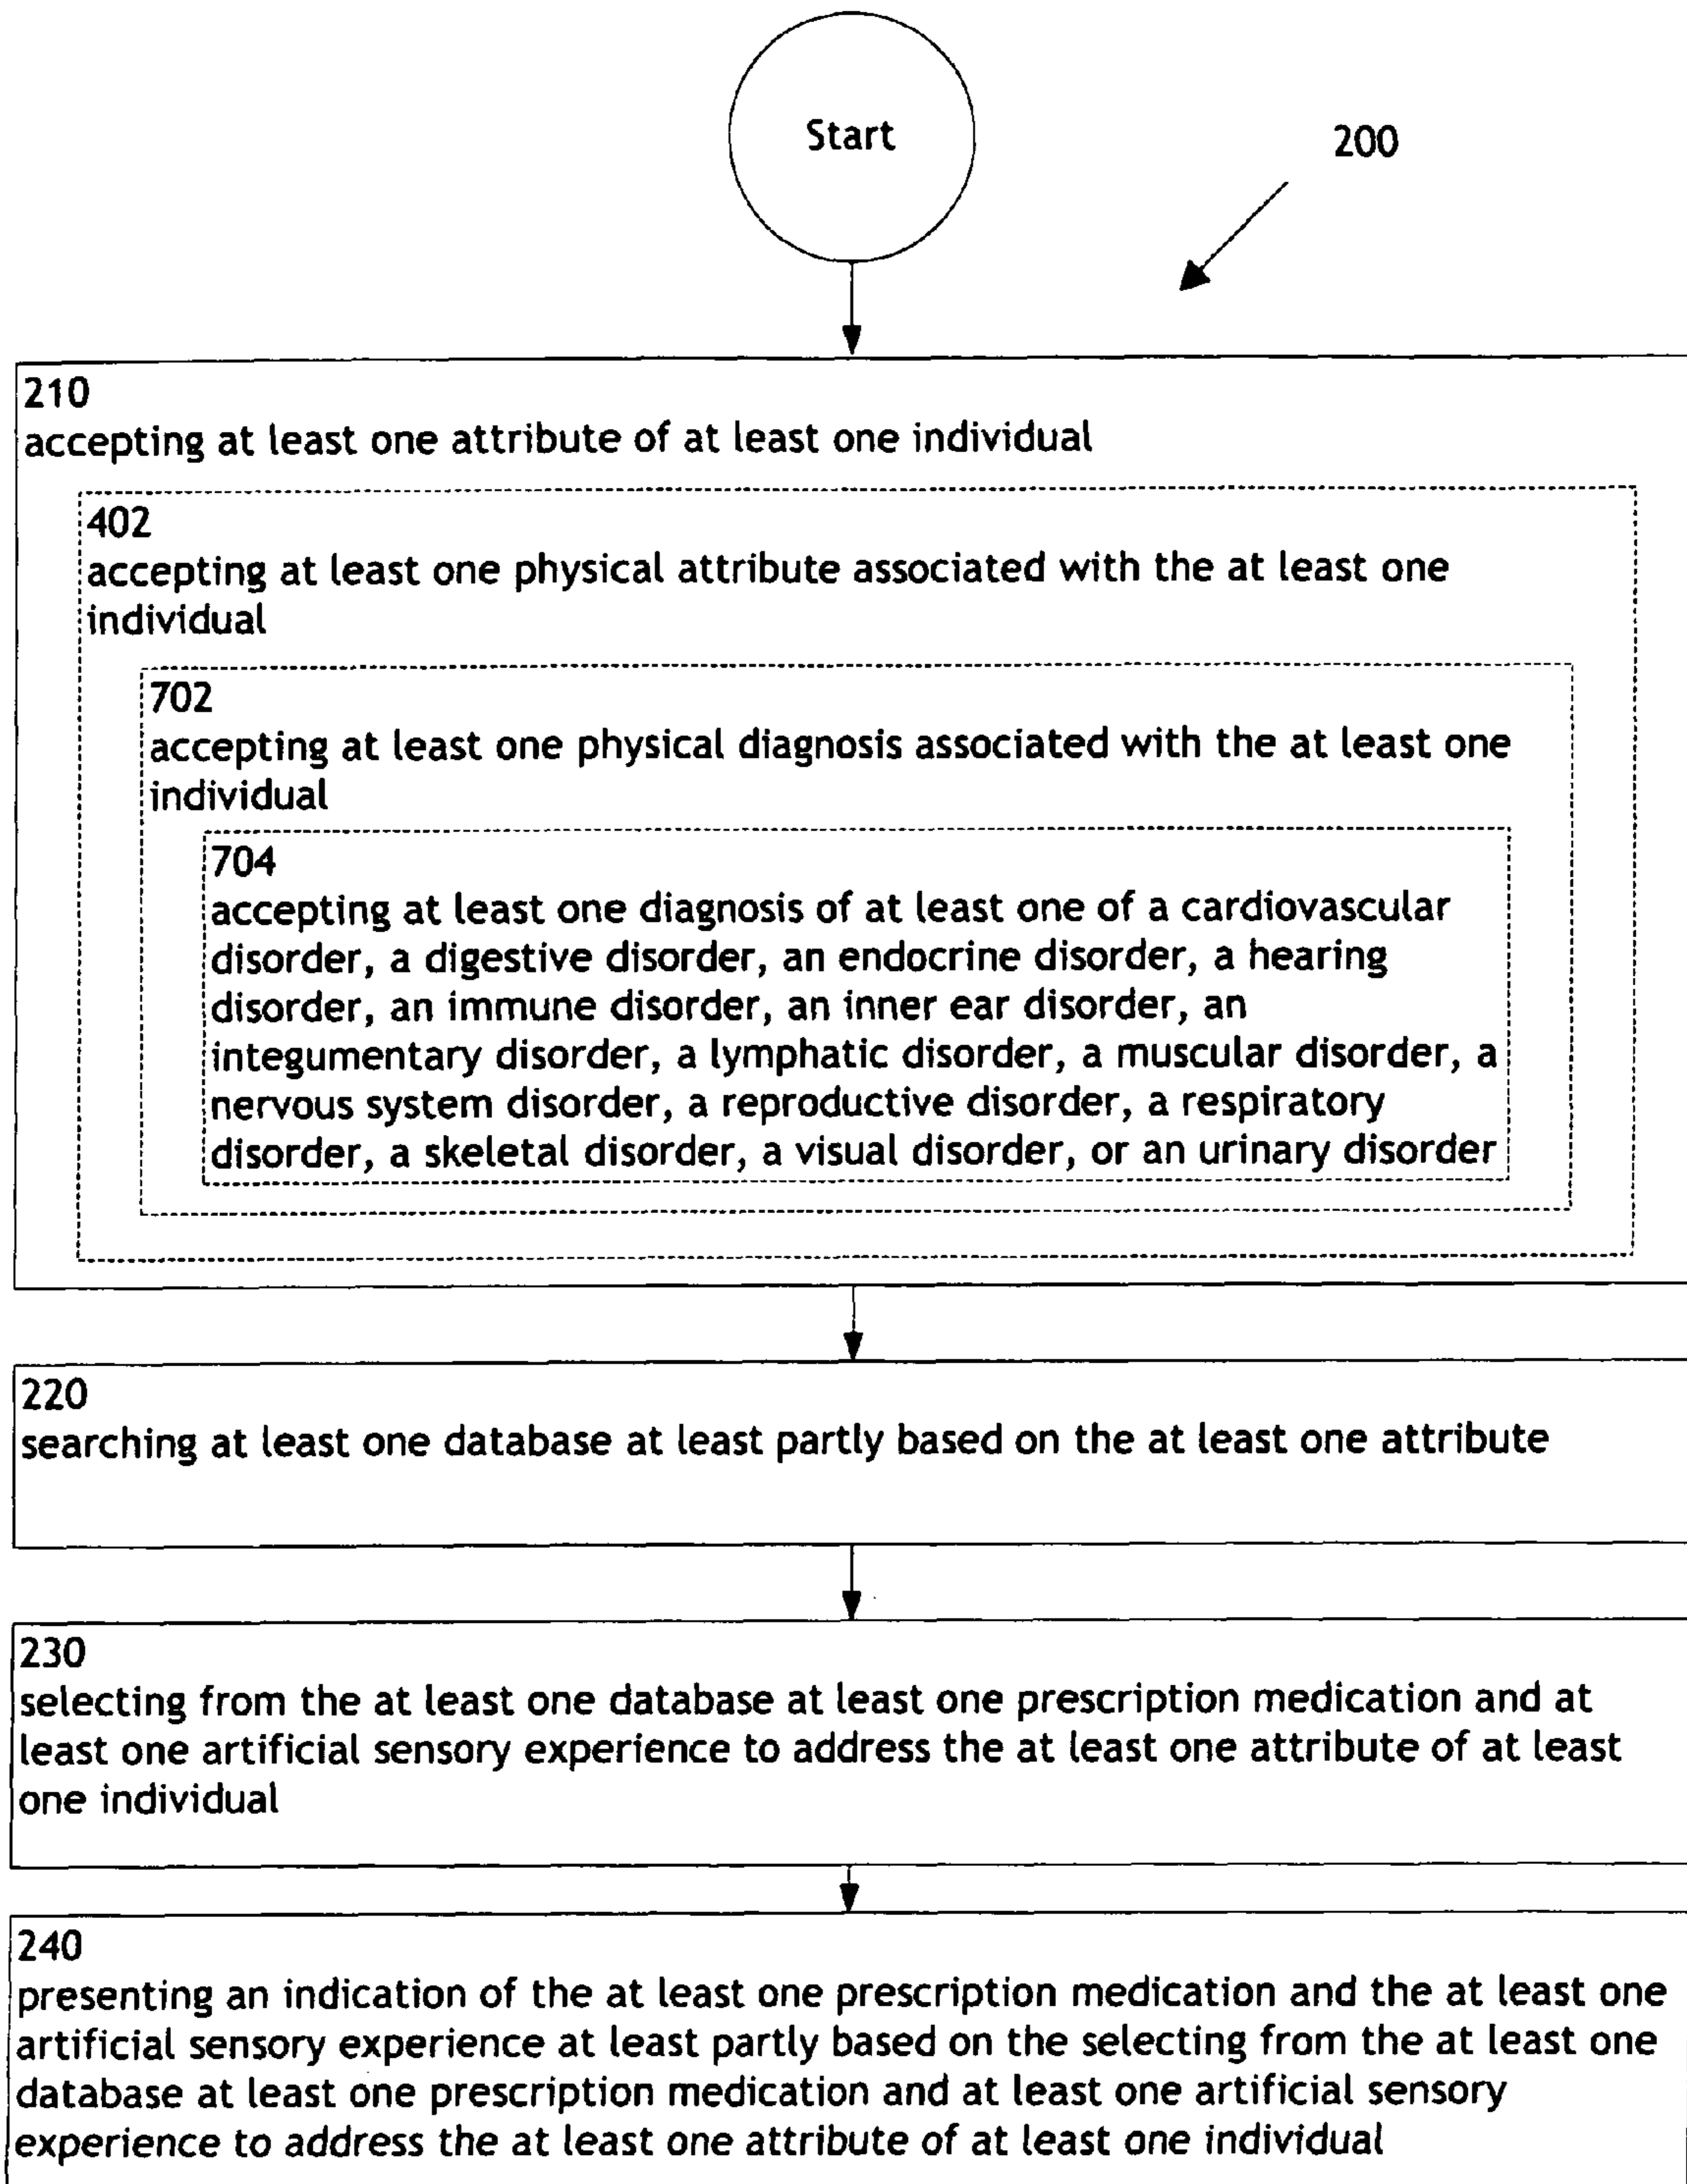 Start
200
210
accepting at least one attribute of at least one individual
402
accepting at least one physical attribute associated with the at least one
individual
702
accepting at least one physical diagnosis associated with the at least one
individual
704
accepting at least one diagnosis of at least one of a cardiovascular
disorder, a digestive disorder, an endocrine disorder, a hearing
disorder, an immune disorder, an inner ear disorder, an
integumentary disorder, a lymphatic disorder, a muscular disorder, a
nervous system disorder, a reproductive disorder, a respiratory
disorder, a skeletal disorder, a visual disorder, or an urinary disorder
220
searching at least one database at least partly based on the at least one attribute
230
selecting from the at least one database at least one prescription medication and at
least one artificial sensory experience to address the at least one attribute of at least
one individual
240
presenting an indication of the at least one prescription medication and the at least one
artificial sensory experience at least partly based on the selecting from the at least one
database at least one prescription medication and at least one artificial sensory
experience to address the at least one attribute of at least one individual